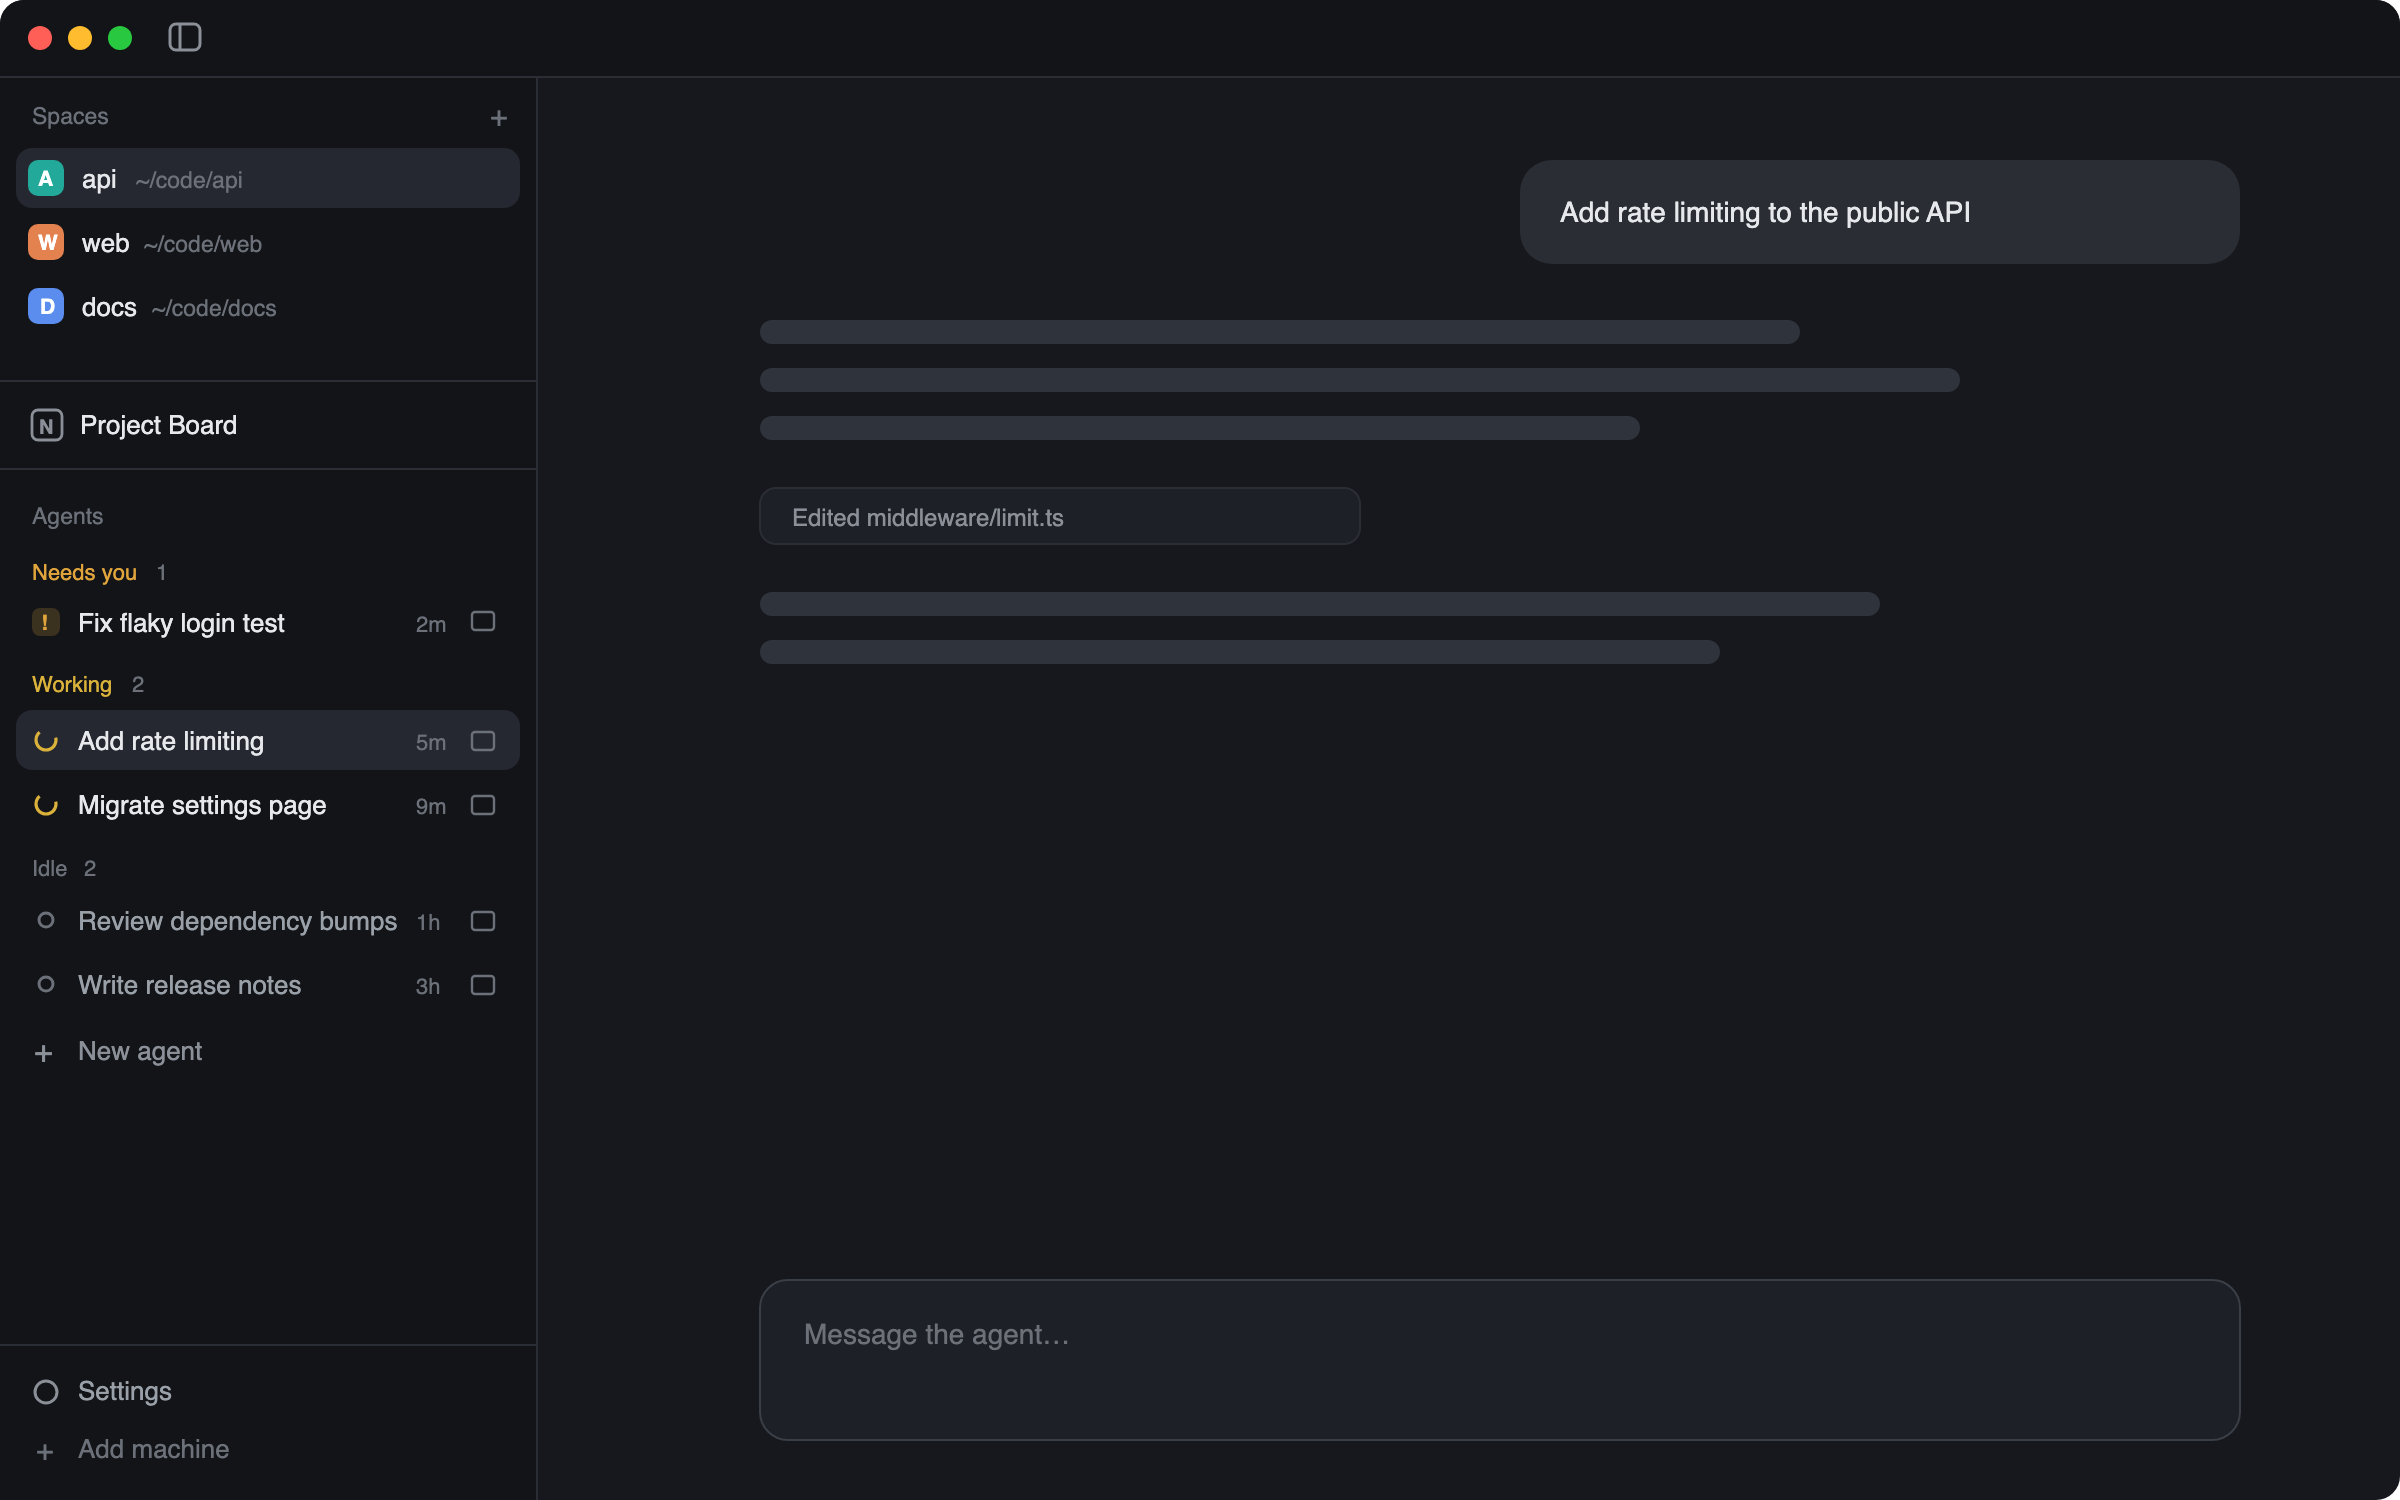 Spaces +
A api ~/code/api
W web ~/code/web
D docs ~/code/docs
N Project Board
Agents
Needs you 1
! Fix flaky login test 2m
Working 2
Add rate limiting 5m
Migrate settings page 9m
Idle 2
Review dependency bumps 1h
Write release notes 3h
+ New agent
Settings
+ Add machine
Add rate limiting to the public API
Edited middleware/limit.ts
Message the agent…